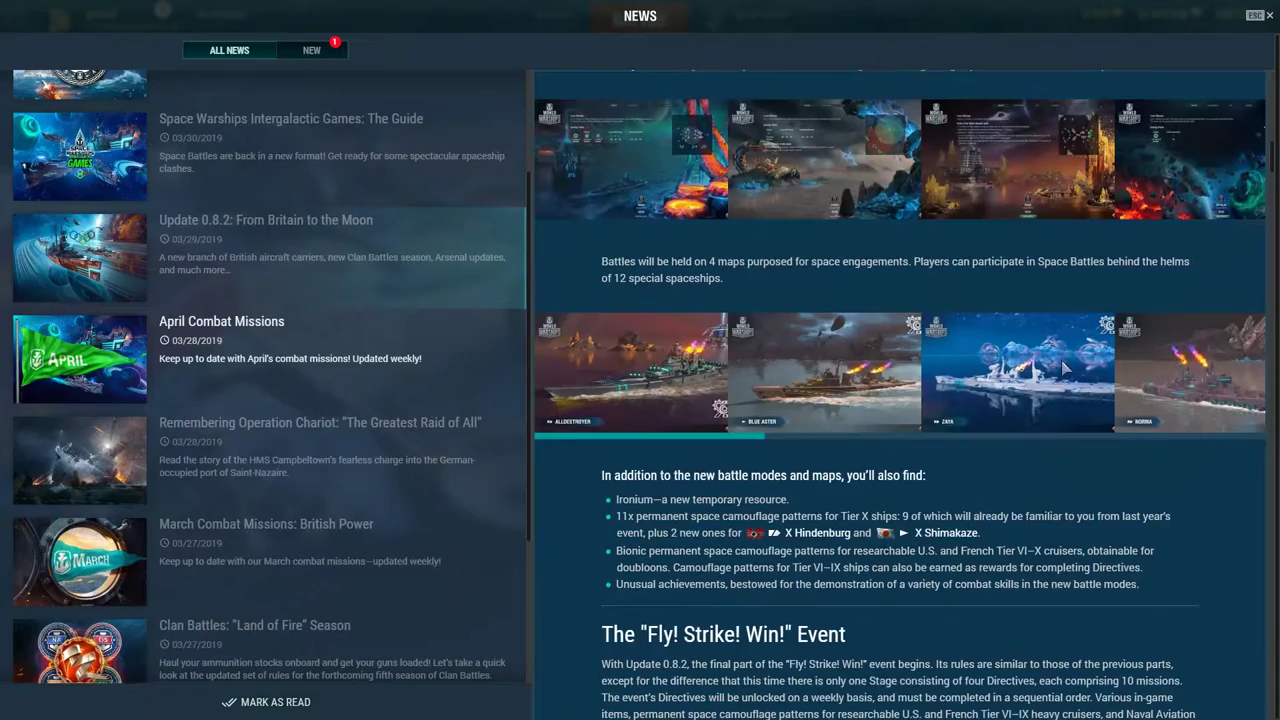 NEWS
ESC
ALL NEWS
NEW
1
Space Warships Intergalactic Games: The Guide
03/30/2019
Space Battles are back in a new format! Get ready for some spectacular spaceship
clashes.
Update 0.8.2: From Britain to the Moon
03/29/2019
A new branch of British aircraft carriers, new Clan Battles season, Arsenal updates,
and much more...
April Combat Missions
03/28/2019
Keep up to date with April's combat missions! Updated weekly!
APRIL
Remembering Operation Chariot: "The Greatest Raid of All"
03/28/2019
Read the story of the HMS Campbeltown's fearless charge into the German-
occupied port of Saint-Nazaire.
March Combat Missions: British Power
03/27/2019
Keep up to date with our March combat missions—updated weekly!
MARCH
Clan Battles: "Land of Fire" Season
03/27/2019
Haul your ammunition stocks onboard and get your guns loaded! Let's take a quick
look at the updated set of rules for the forthcoming fifth season of Clan Battles.
MARK AS READ
Battles will be held on 4 maps purposed for space engagements. Players can participate in Space Battles behind the helms
of 12 special spaceships.
ALLDESTROYER
BLUE ASTER
ZAYA
NORMA
In addition to the new battle modes and maps, you'll also find:
Ironium—a new temporary resource.
11x permanent space camouflage patterns for Tier X ships: 9 of which will already be familiar to you from last year's
event, plus 2 new ones for X Hindenburg and X Shimakaze.
Bionic permanent space camouflage patterns for researchable U.S. and French Tier VI–X cruisers, obtainable for
doubloons. Camouflage patterns for Tier VI–IX ships can also be earned as rewards for completing Directives.
Unusual achievements, bestowed for the demonstration of a variety of combat skills in the new battle modes.
The "Fly! Strike! Win!" Event
With Update 0.8.2, the final part of the "Fly! Strike! Win!" event begins. Its rules are similar to those of the previous parts,
except for the difference that this time there is only one Stage consisting of four Directives, each comprising 10 missions.
The event's Directives will be unlocked on a weekly basis, and must be completed in a sequential order. Various in-game
items, permanent space camouflage patterns for Tier VI–IX heavy cruisers, and Naval Aviation